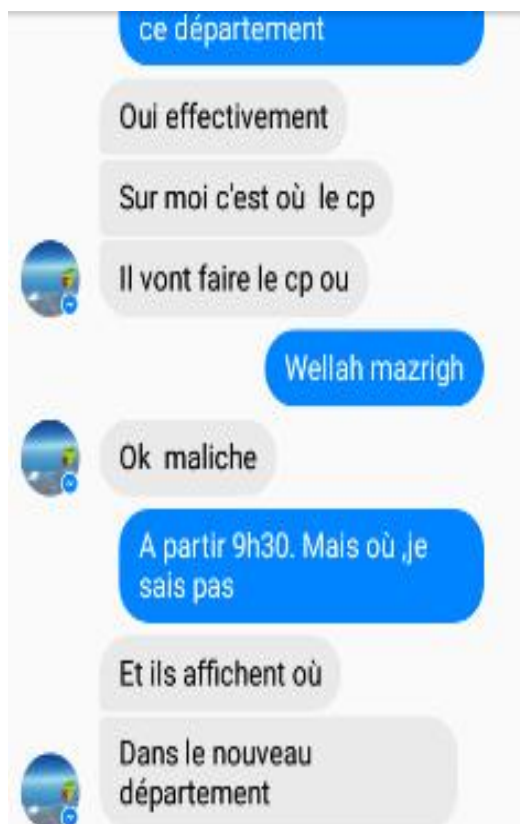 ce département
Oui effectivement
Sur moi c'est où le cp
Il vont faire le cp ou
Wellah mazrigh
Ok maliche
A partir 9h30. Mais où ,je
sais pas
Et ils affichent où
Dans le nouveau
département